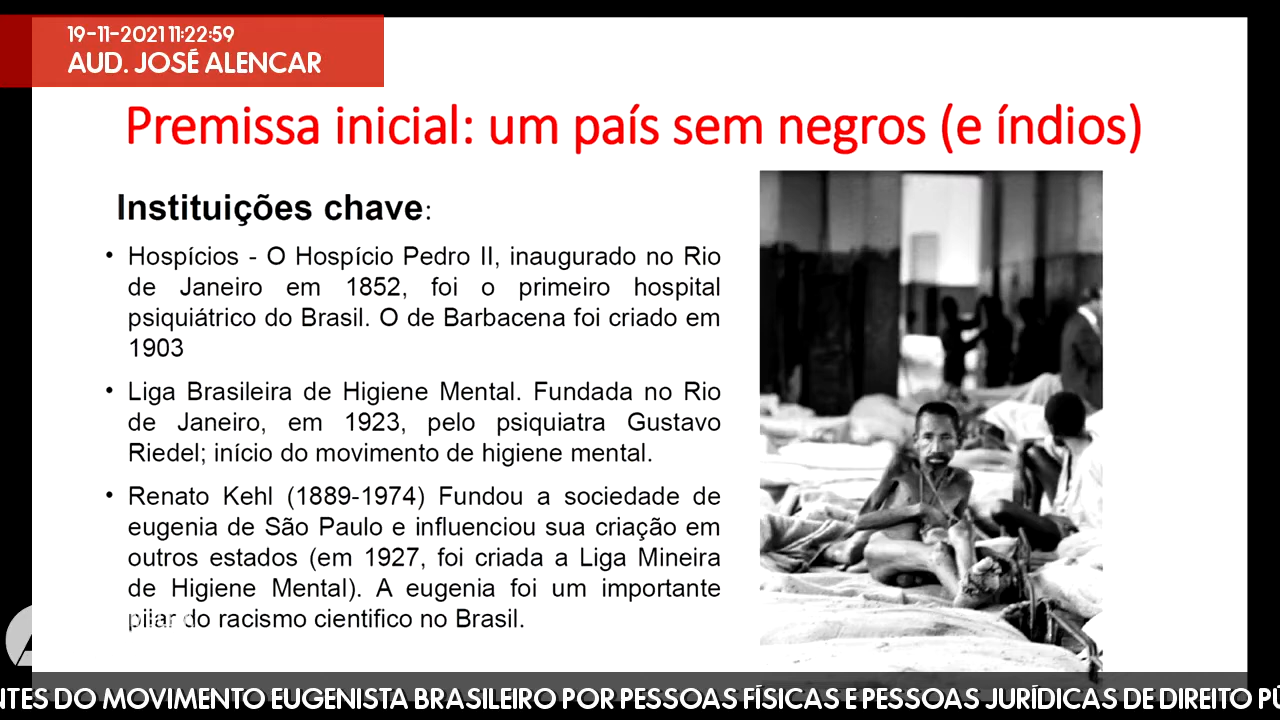 19-11-2021 11:22:59
AUD. JOSÉ ALENCAR
Premissa inicial: um país sem negros (e índios)
Instituições chave:
• Hospícios - O Hospício Pedro II, inaugurado no Rio
de Janeiro em 1852, foi o primeiro hospital
psiquiátrico do Brasil. O de Barbacena foi criado em
1903
• Liga Brasileira de Higiene Mental. Fundada no Rio
de Janeiro, em 1923, pelo psiquiatra Gustavo
Riedel; início do movimento de higiene mental.
• Renato Kehl (1889-1974) Fundou a sociedade de
eugenia de São Paulo e influenciou sua criação em
outros estados (em 1927, foi criada a Liga Mineira
de Higiene Mental). A eugenia foi um importante
pilar do racismo cientifico no Brasil.
NTES DO MOVIMENTO EUGENISTA BRASILEIRO POR PESSOAS FÍSICAS E PESSOAS JURÍDICAS DE DIREITO PÚ